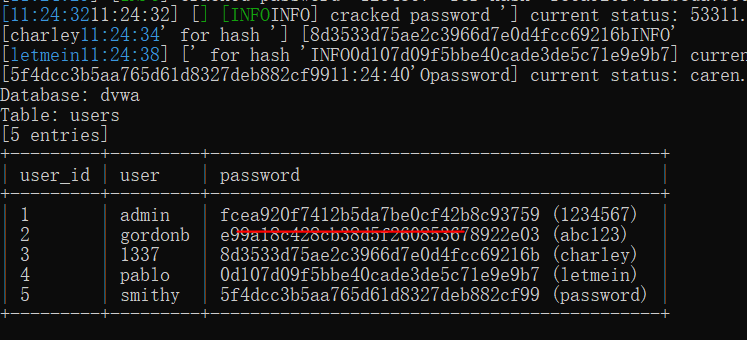 [11:24:3211:24:32] [] [INFOINFO] cracked password '] current status: 53311.
[charley11:24:34' for hash '] [8d3533d75ae2c3966d7e0d4fcc69216bINFO'
[letmein11:24:38] [' for hash 'INFO0d107d09f5bbe40cade3de5c71e9e9b7] curren
[5f4dcc3b5aa765d61d8327deb882cf9911:24:40'Opassword] current status: caren.
Database: dvwa
Table: users
[5 entries]
user_id | user | password
1 | admin | fcea920f7412b5da7be0cf42b8c93759 (1234567)
2 | gordonb | e99a18c428cb38d5f260853678922e03 (abc123)
3 | 1337 | 8d3533d75ae2c3966d7e0d4fcc69216b (charley)
4 | pablo | 0d107d09f5bbe40cade3de5c71e9e9b7 (letmein)
5 | smithy | 5f4dcc3b5aa765d61d8327deb882cf99 (password)